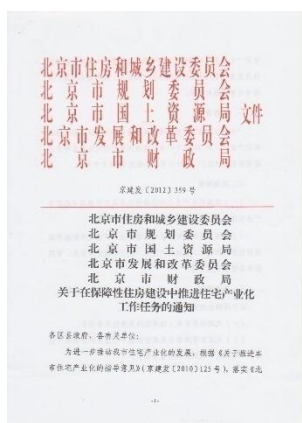 北京市住房和城乡建设委员会
北京市规划委员会
北京市国土资源局 文件
北京市发展和改革委员会
北京市财政局
京建发〔2012〕359号
北京市住房和城乡建设委员会
北京市规划委员会
北京市国土资源局
北京市发展和改革委员会
北京市财政局
关于在保障性住房建设中推进住宅产业化
工作任务的通知
各区县政府、各有关单位：
为进一步推动我市住宅产业化的发展，根据《关于推进本
市住宅产业化的指导意见》（京建发〔2010〕125号），落实《北
-1-